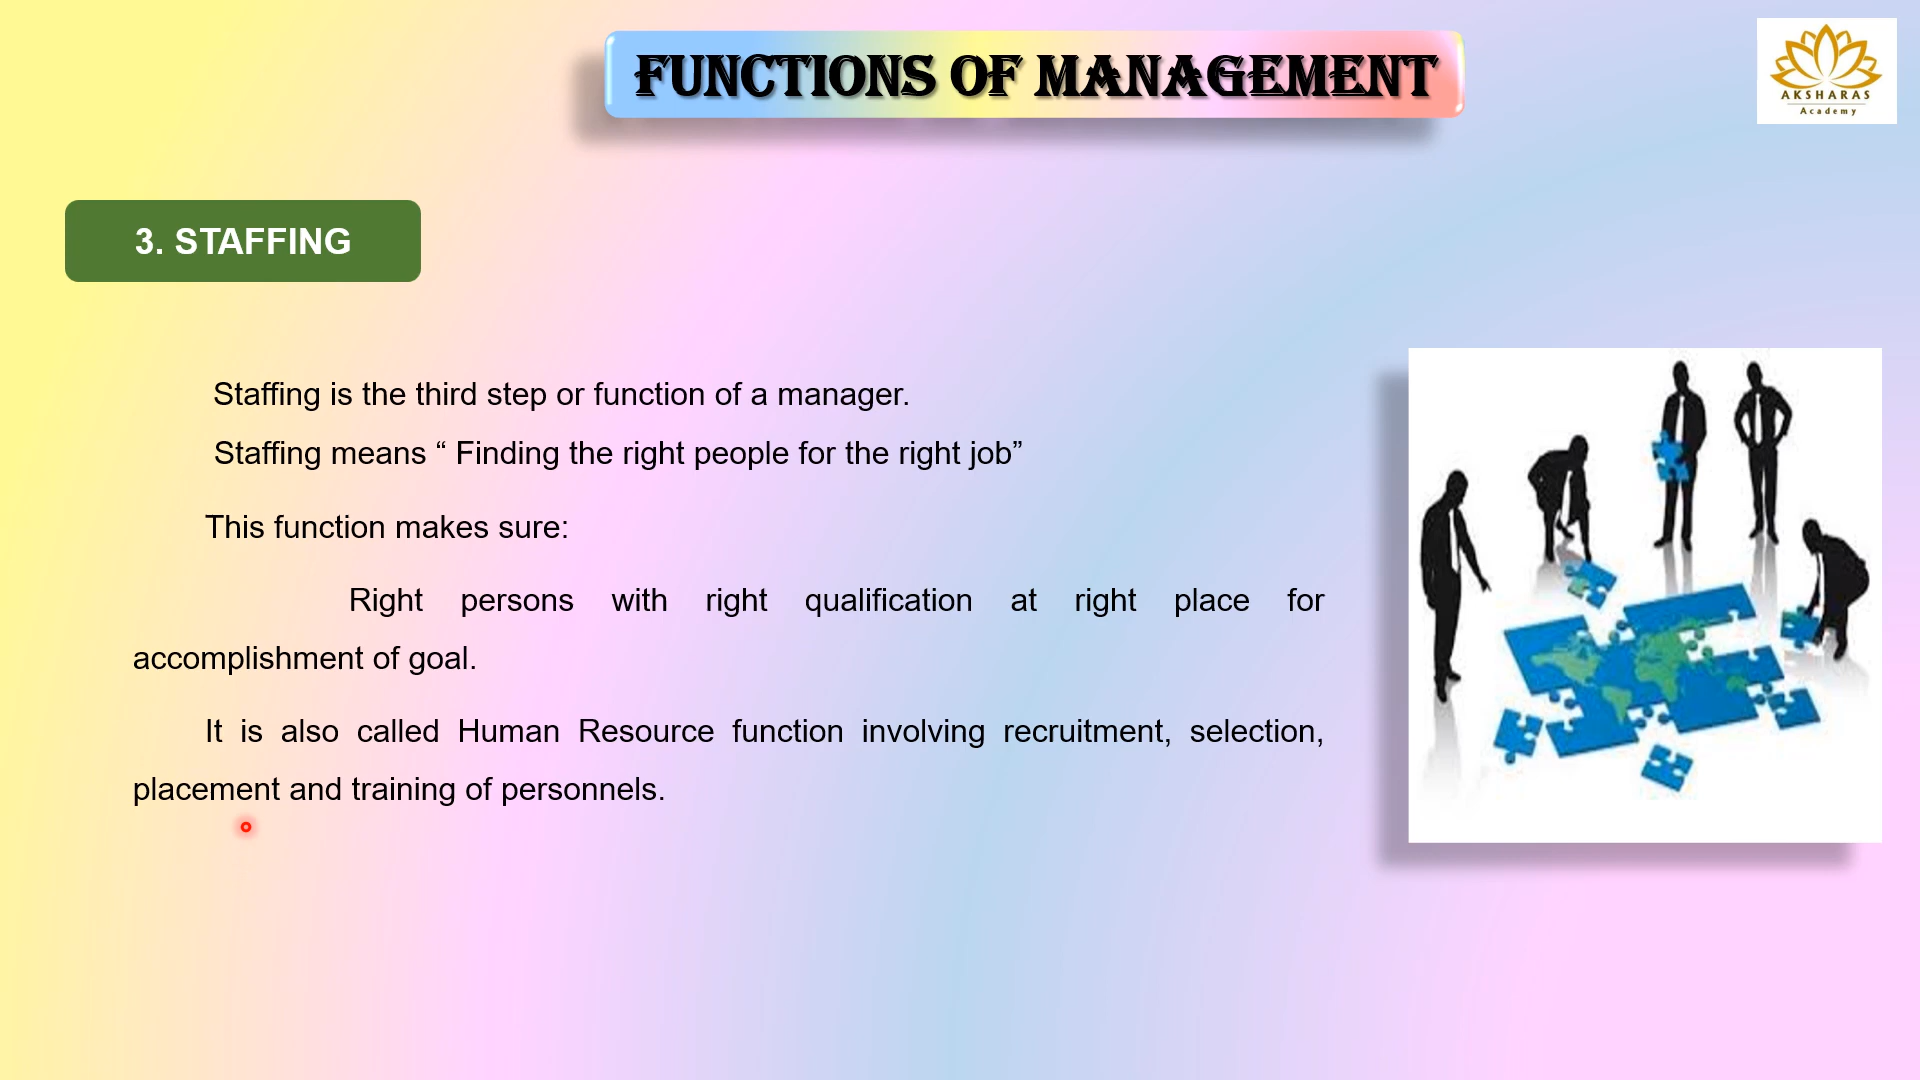 FUNCTIONS OF MANAGEMENT
AKSHARAS
Academy
3. STAFFING
Staffing is the third step or function of a manager.
Staffing means “ Finding the right people for the right job”
This function makes sure:
Right persons with right qualification at right place for
accomplishment of goal.
It is also called Human Resource function involving recruitment, selection,
placement and training of personnels.